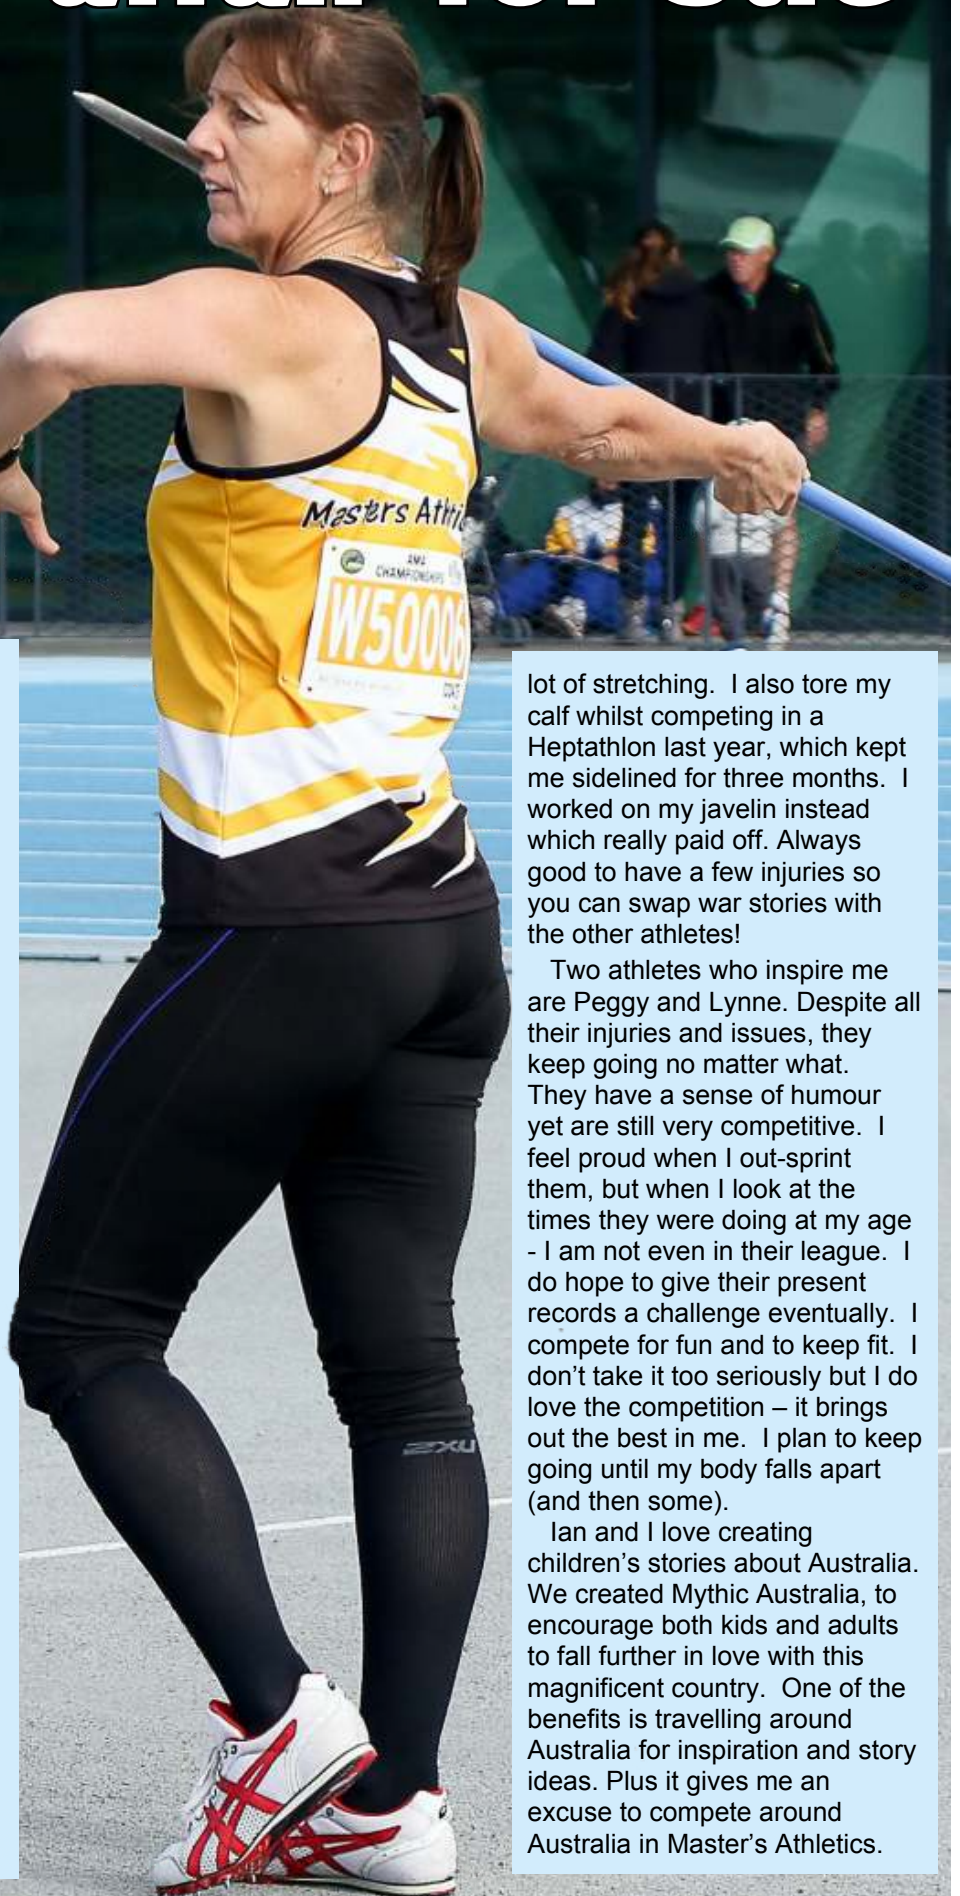 Masters
AMA
CHAMPIONSHIPS
W50006
2XU
lot of stretching.  I also tore my
calf whilst competing in a
Heptathlon last year, which kept
me sidelined for three months.  I
worked on my javelin instead
which really paid off. Always
good to have a few injuries so
you can swap war stories with
the other athletes!
Two athletes who inspire me
are Peggy and Lynne. Despite all
their injuries and issues, they
keep going no matter what.
They have a sense of humour
yet are still very competitive.  I
feel proud when I out-sprint
them, but when I look at the
times they were doing at my age
- I am not even in their league.  I
do hope to give their present
records a challenge eventually.  I
compete for fun and to keep fit.  I
don’t take it too seriously but I do
love the competition – it brings
out the best in me.  I plan to keep
going until my body falls apart
(and then some).
Ian and I love creating
children’s stories about Australia.
We created Mythic Australia, to
encourage both kids and adults
to fall further in love with this
magnificent country.  One of the
benefits is travelling around
Australia for inspiration and story
ideas. Plus it gives me an
excuse to compete around
Australia in Master’s Athletics.